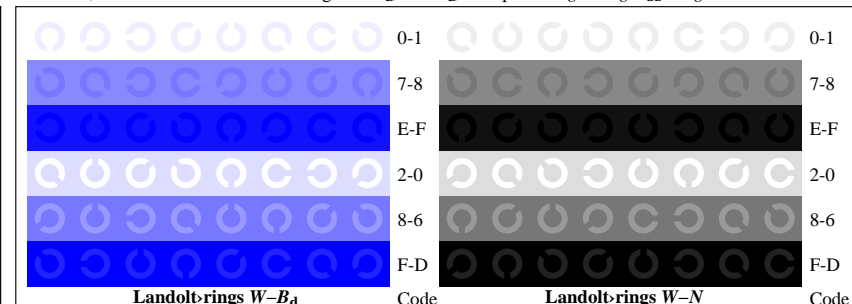 0-1 0-1
7-8 7-8
E-F E-F
2-0 2-0
8-6 8-6
F-D F-D
Landolt›rings W–Bd Code Landolt›rings W–N Code